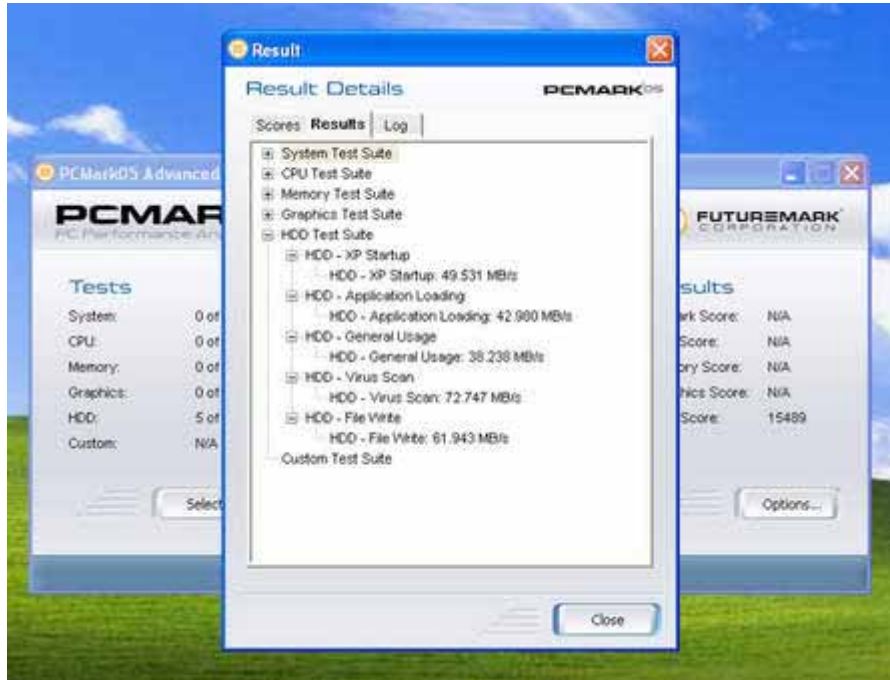 Result
Result Details
PCMARK05
Scores Results Log
System Test Suite
CPU Test Suite
Memory Test Suite
Graphics Test Suite
HDD Test Suite
HDD - XP Startup
HDD - XP Startup: 49.531 MB/s
HDD - Application Loading
HDD - Application Loading: 42.980 MB/s
HDD - General Usage
HDD - General Usage: 38.238 MB/s
HDD - Virus Scan
HDD - Virus Scan: 72.747 MB/s
HDD - File Write
HDD - File Write: 61.943 MB/s
Custom Test Suite
Close
PCMark05 Advanced
PCMAR
PC Performance An
FUTUREMARK
CORPORATION
Tests
System: 0 of
CPU: 0 of
Memory: 0 of
Graphics: 0 of
HDD: 5 of
Custom: N/A
Select
sults
ark Score: N/A
Score: N/A
ory Score: N/A
hics Score: N/A
Score: 15489
Options...